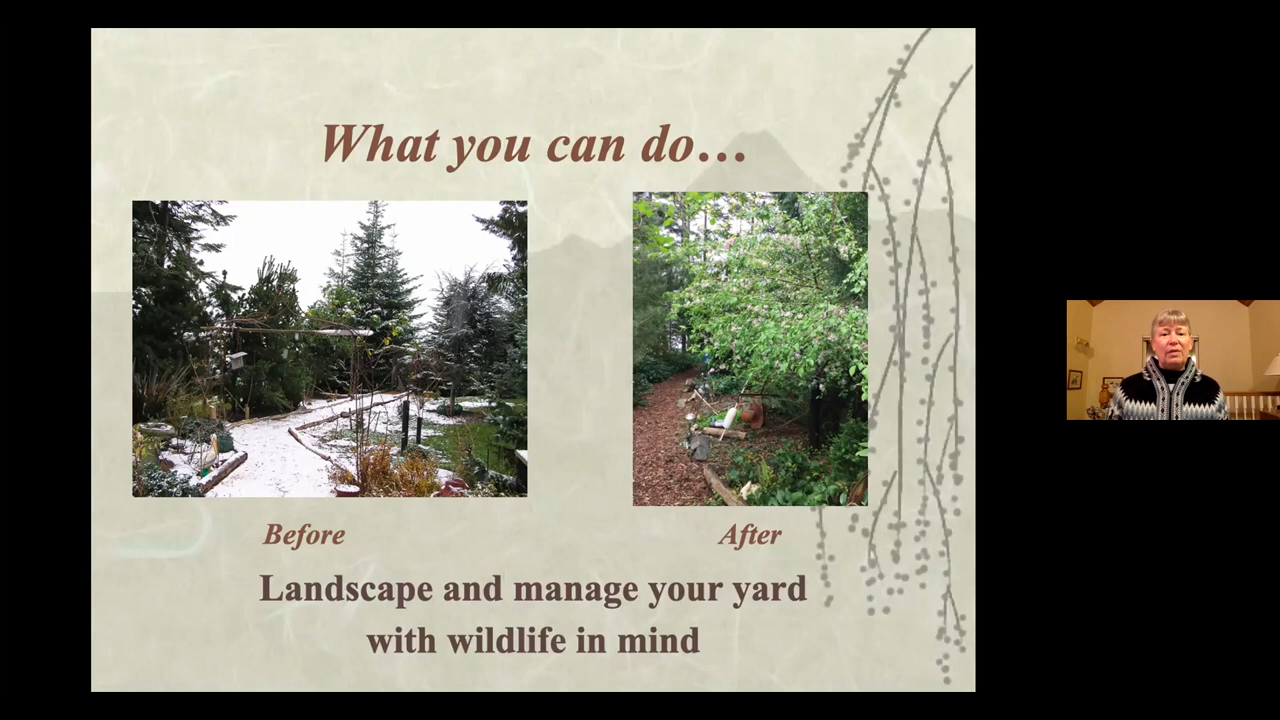 What you can do…
Before
After
Landscape and manage your yard
with wildlife in mind